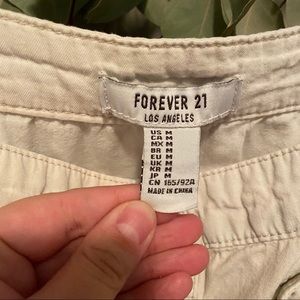 FOREVER 21
LOS ANGELES
US M
CA M
MX M
BR M
EU M
UK M
KR M
JP M
CN 165/92A
MADE IN CHINA